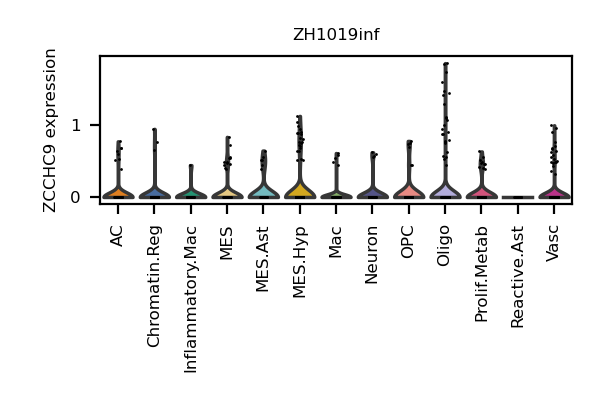 ZH1019inf
ZCCHC9 expression
1
0
AC
Chromatin.Reg
Inflammatory.Mac
MES
MES.Ast
MES.Hyp
Mac
Neuron
OPC
Oligo
Prolif.Metab
Reactive.Ast
Vasc